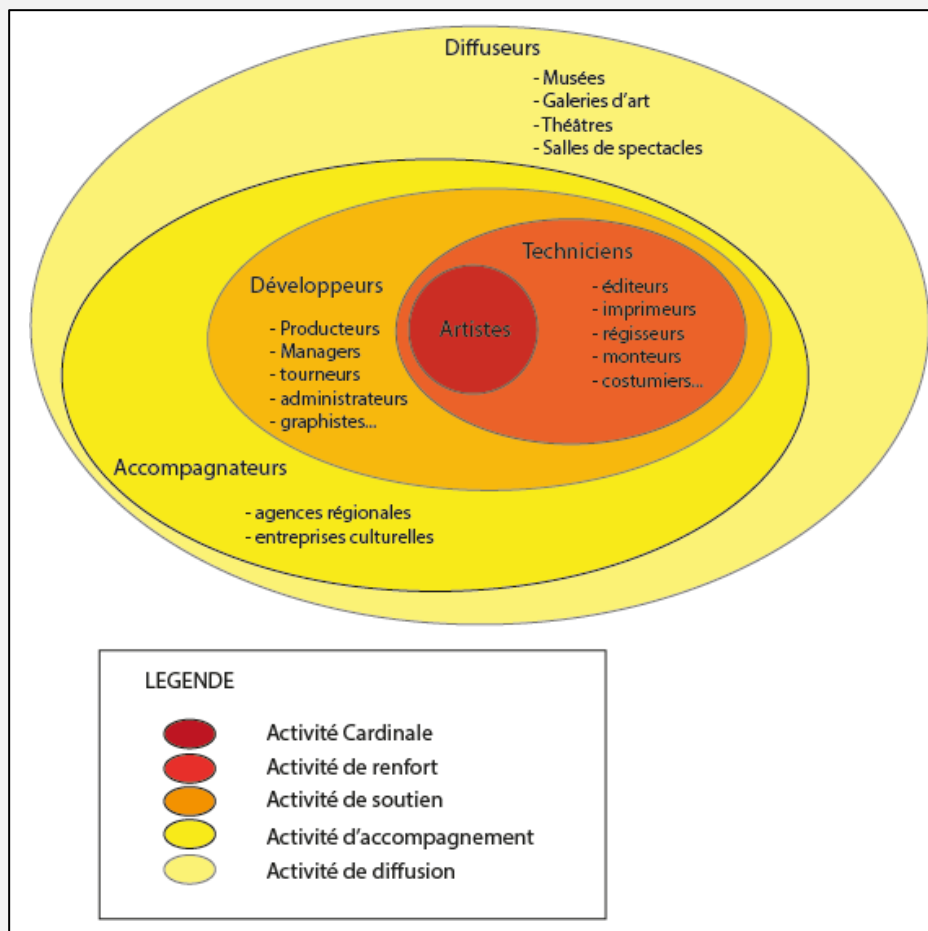 Diffuseurs
- Musées
- Galeries d'art
- Théâtres
- Salles de spectacles
Techniciens
- éditeurs
- imprimeurs
- régisseurs
- monteurs
- costumiers...
Développeurs
- Producteurs
- Managers
- tourneurs
- administrateurs
- graphistes...
Artistes
Accompagnateurs
- agences régionales
- entreprises culturelles
LEGENDE
Activité Cardinale
Activité de renfort
Activité de soutien
Activité d'accompagnement
Activité de diffusion